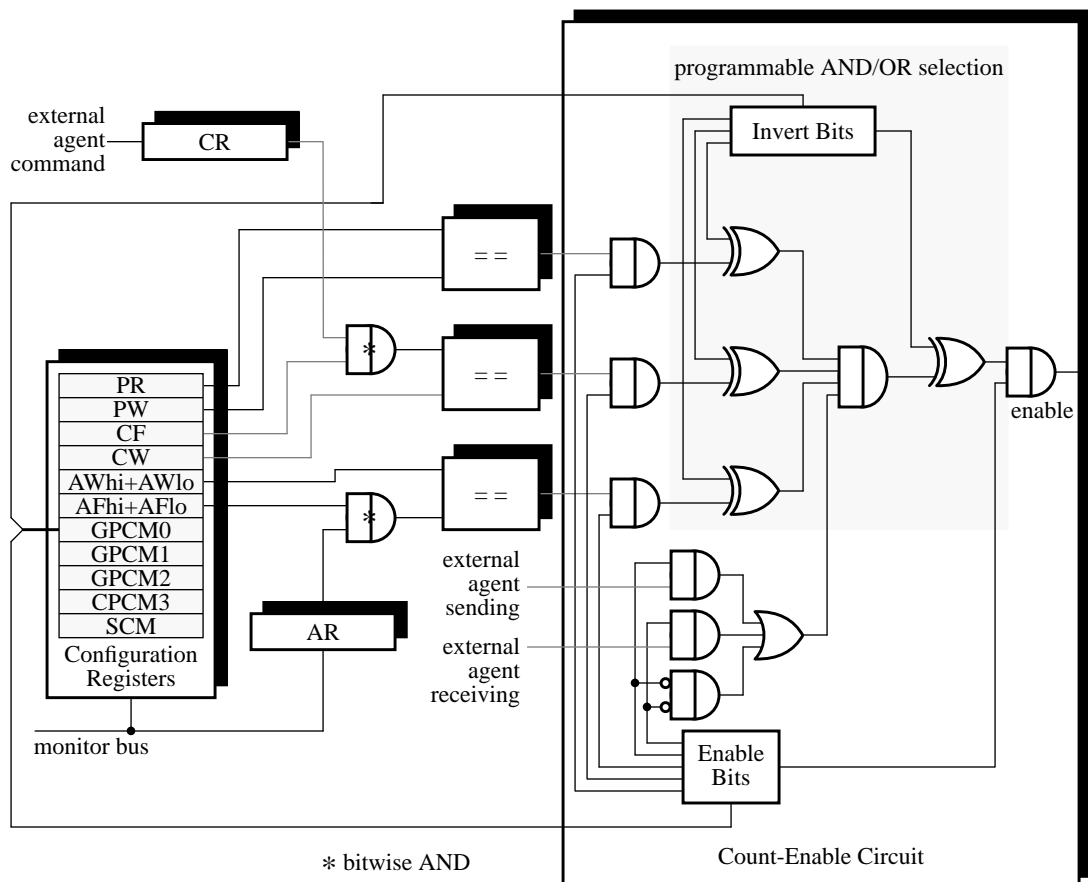 programmable AND/OR selection
external
agent
command
CR
Invert Bits
= =
= =
= =
*
*
PR
PW
CF
CW
AWhi+AWlo
AFhi+AFlo
GPCM0
GPCM1
GPCM2
CPCM3
SCM
Configuration
Registers
AR
external
agent
sending
external
agent
receiving
enable
monitor bus
Enable
Bits
* bitwise AND
Count-Enable Circuit